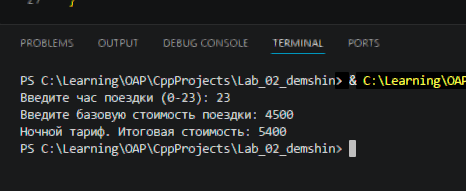 27 }
PROBLEMS OUTPUT DEBUG CONSOLE TERMINAL PORTS
PS C:\Learning\OAP\CppProjects\Lab_02_demshin> & C:\Learning\OAP
Введите час поездки (0-23): 23
Введите базовую стоимость поездки: 4500
Ночной тариф. Итоговая стоимость: 5400
PS C:\Learning\OAP\CppProjects\Lab_02_demshin>